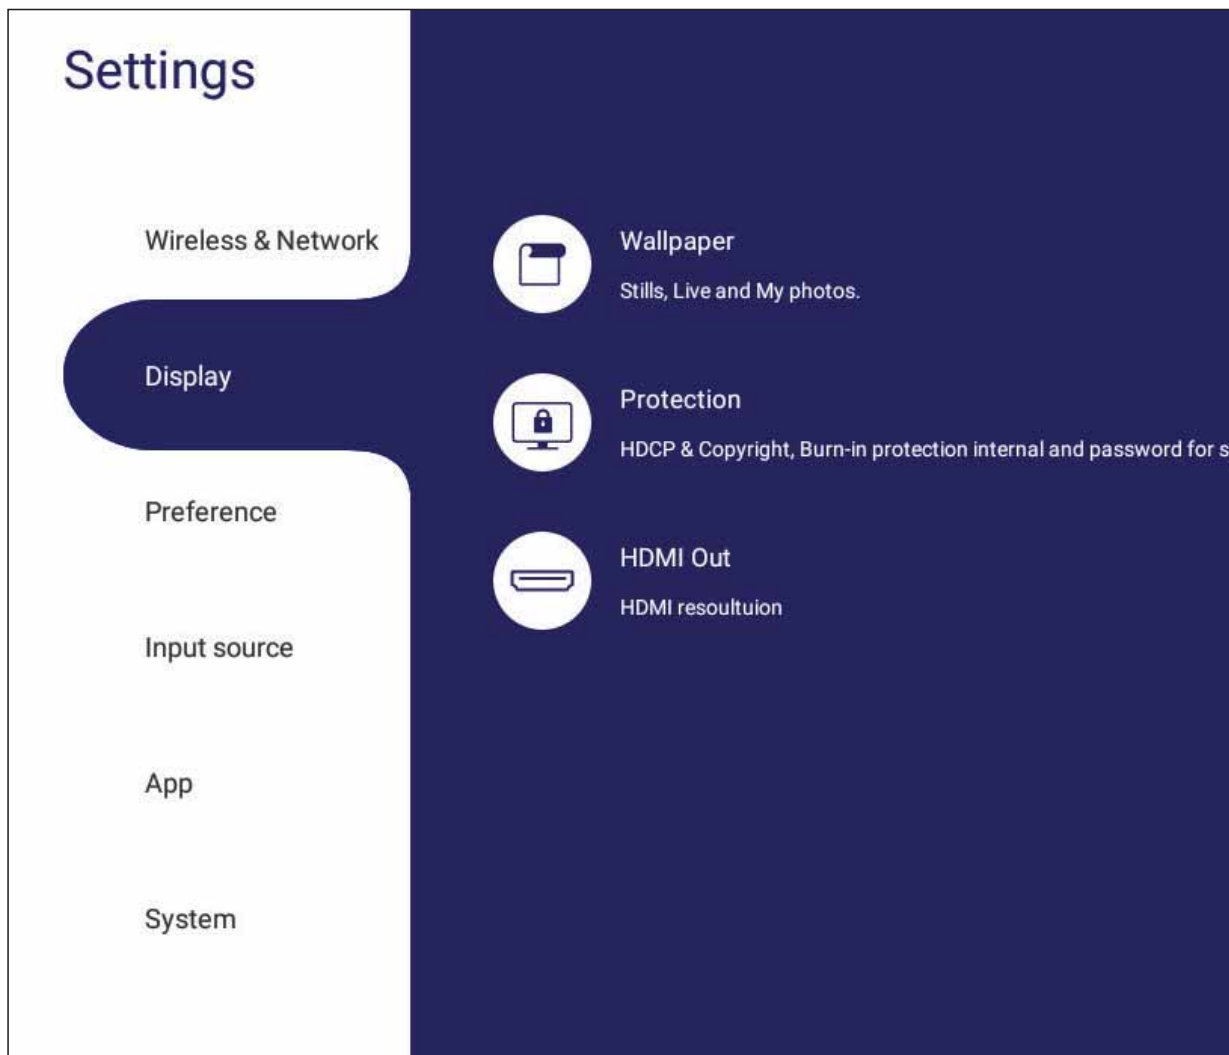 Settings
Wireless & Network
Display
Preference
Input source
App
System
Wallpaper
Stills, Live and My photos.
Protection
HDCP & Copyright, Burn-in protection internal and password for s
HDMI Out
HDMI resoultuion